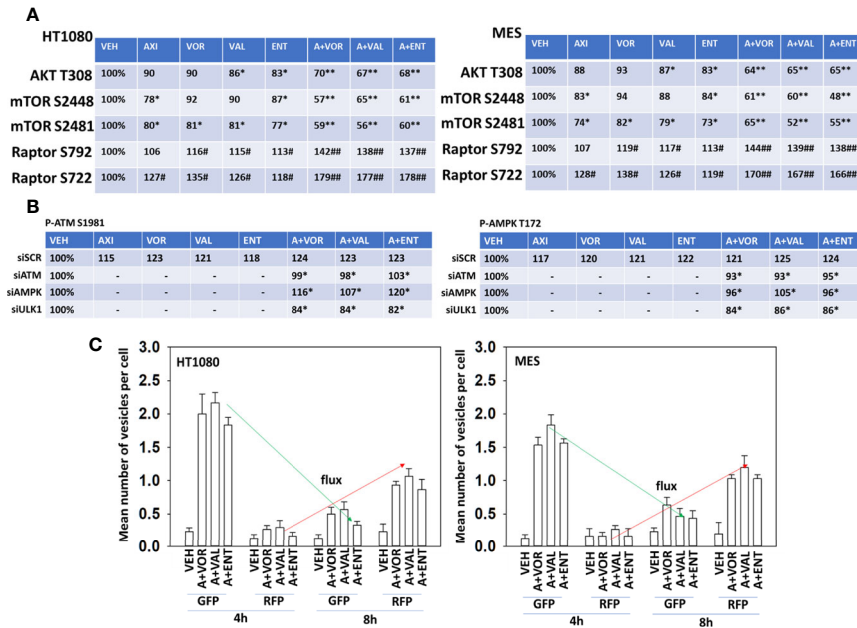 A
HT1080
VEH AXI VOR VAL ENT A+VOR A+VAL A+ENT
AKT T308 100% 90 90 86* 83* 70** 67** 68**
mTOR S2448 100% 78* 92 90 87* 57** 65** 61**
mTOR S2481 100% 80* 81* 81* 77* 59** 56** 60**
Raptor S792 100% 106 116# 115# 113# 142## 138## 137##
Raptor S722 100% 127# 135# 126# 118# 179## 177## 178##
MES
VEH AXI VOR VAL ENT A+VOR A+VAL A+ENT
AKT T308 100% 88 93 87* 83* 64** 65** 65**
mTOR S2448 100% 83* 94 88 84* 61** 60** 48**
mTOR S2481 100% 74* 82* 79* 73* 65** 52** 55**
Raptor S792 100% 107 119# 117# 113# 144## 139## 138##
Raptor S722 100% 128# 138# 126# 119# 170## 167## 166##
B
P-ATM S1981
VEH AXI VOR VAL ENT A+VOR A+VAL A+ENT
siSCR 100% 115 123 121 118 124 123 123
siATM 100% - - - - 99* 98* 103*
siAMPK 100% - - - - 116* 107* 120*
siULK1 100% - - - - 84* 84* 82*
P-AMPK T172
VEH AXI VOR VAL ENT A+VOR A+VAL A+ENT
siSCR 100% 117 120 121 122 121 125 124
siATM 100% - - - - 93* 93* 95*
siAMPK 100% - - - - 96* 105* 96*
siULK1 100% - - - - 84* 86* 86*
C
Mean number of vesicles per cell
3.0
2.5
2.0
1.5
1.0
0.5
0.0
HT1080
flux
VEH A+VOR A+VAL A+ENT VEH A+VOR A+VAL A+ENT VEH A+VOR A+VAL A+ENT VEH A+VOR A+VAL A+ENT
GFP RFP GFP RFP
4h 8h
Mean number of vesicles per cell
3.0
2.5
2.0
1.5
1.0
0.5
0.0
MES
flux
VEH A+VOR A+VAL A+ENT VEH A+VOR A+VAL A+ENT VEH A+VOR A+VAL A+ENT VEH A+VOR A+VAL A+ENT
GFP RFP GFP RFP
4h 8h